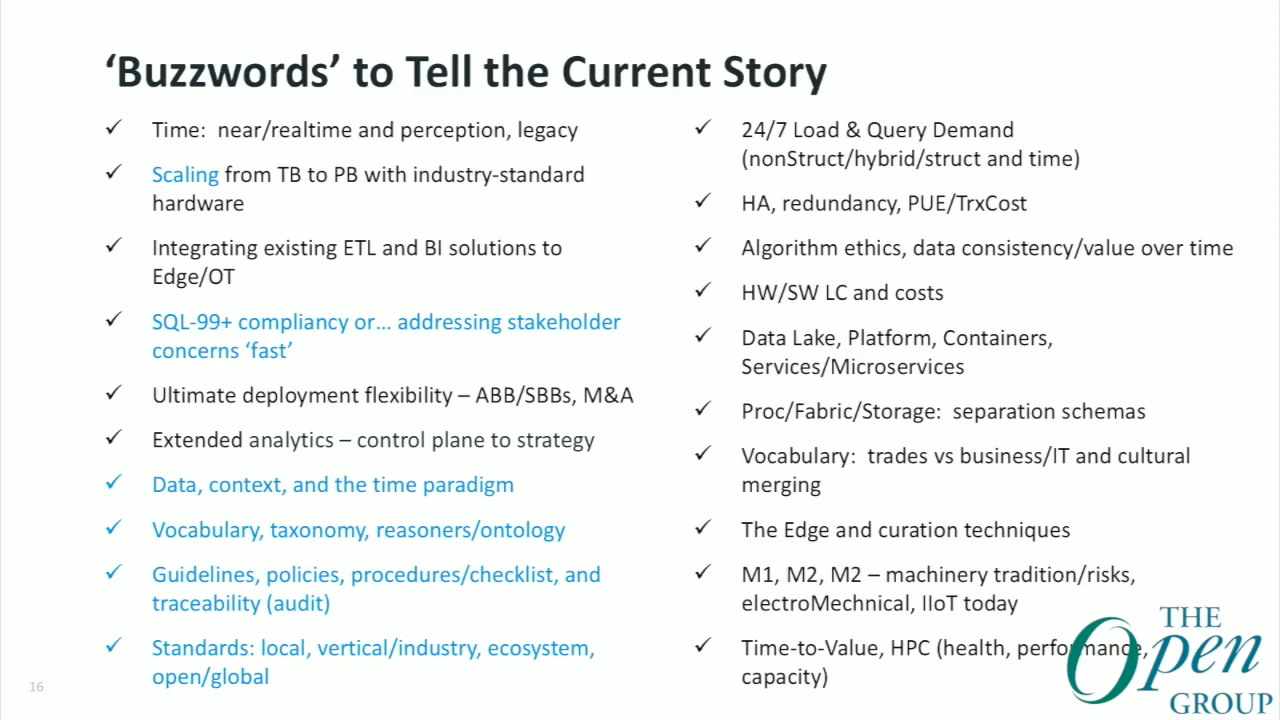 ‘Buzzwords’ to Tell the Current Story
✓ Time:  near/realtime and perception, legacy
✓ Scaling from TB to PB with industry-standard
hardware
✓ Integrating existing ETL and BI solutions to
Edge/OT
✓ SQL-99+ compliancy or… addressing stakeholder
concerns ‘fast’
✓ Ultimate deployment flexibility – ABB/SBBs, M&A
✓ Extended analytics – control plane to strategy
✓ Data, context, and the time paradigm
✓ Vocabulary, taxonomy, reasoners/ontology
✓ Guidelines, policies, procedures/checklist, and
traceability (audit)
✓ Standards: local, vertical/industry, ecosystem,
open/global
✓ 24/7 Load & Query Demand
(nonStruct/hybrid/struct and time)
✓ HA, redundancy, PUE/TrxCost
✓ Algorithm ethics, data consistency/value over time
✓ HW/SW LC and costs
✓ Data Lake, Platform, Containers,
Services/Microservices
✓ Proc/Fabric/Storage:  separation schemas
✓ Vocabulary:  trades vs business/IT and cultural
merging
✓ The Edge and curation techniques
✓ M1, M2, M2 – machinery tradition/risks,
electroMechnical, IIoT today
✓ Time-to-Value, HPC (health, performance,
capacity)
16
THE
Open
GROUP